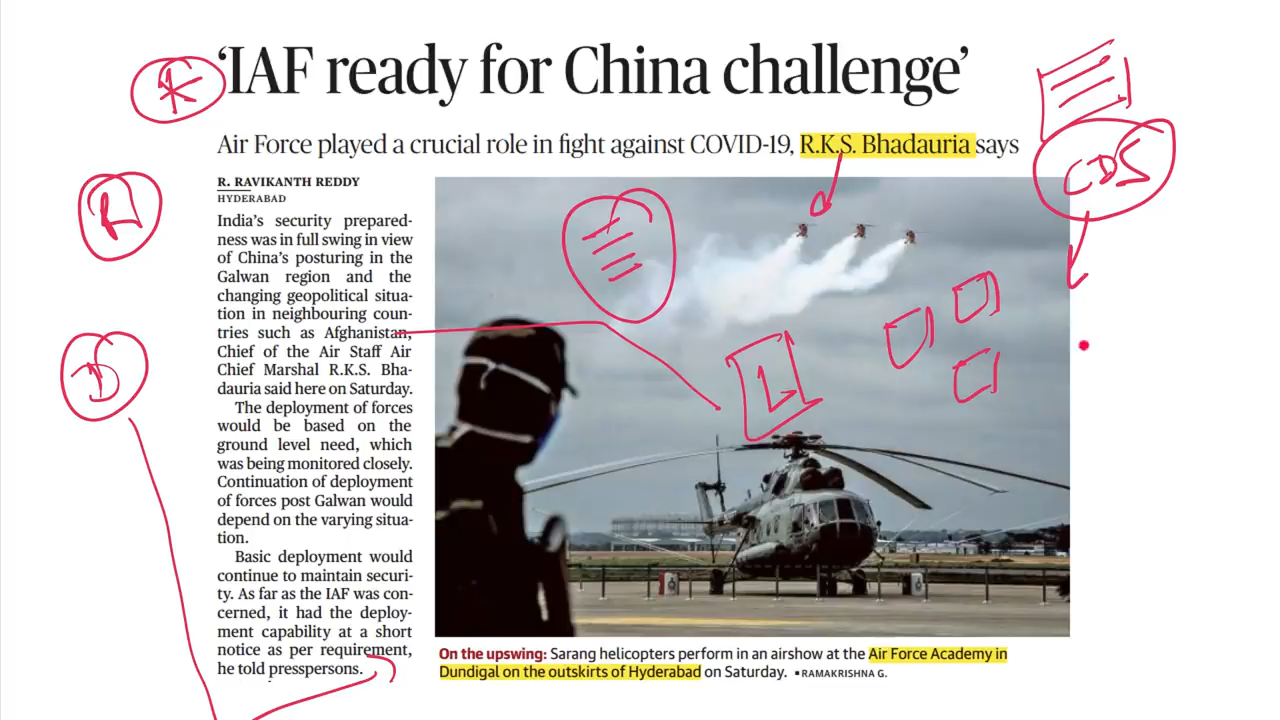 ‘IAF ready for China challenge’
Air Force played a crucial role in fight against COVID-19, R.K.S. Bhadauria says
R. RAVIKANTH REDDY
HYDERABAD
India’s security prepared-
ness was in full swing in view
of China’s posturing in the
Galwan region and the
changing geopolitical situa-
tion in neighbouring coun-
tries such as Afghanistan,
Chief of the Air Staff Air
Chief Marshal R.K.S. Bha-
dauria said here on Saturday.
The deployment of forces
would be based on the
ground level need, which
was being monitored closely.
Continuation of deployment
of forces post Galwan would
depend on the varying situa-
tion.
Basic deployment would
continue to maintain securi-
ty. As far as the IAF was con-
cerned, it had the deploy-
ment capability at a short
notice as per requirement,
he told presspersons.
On the upswing: Sarang helicopters perform in an airshow at the Air Force Academy in
Dundigal on the outskirts of Hyderabad on Saturday. ▪RAMAKRISHNA G.
K
R
D
CDS
L